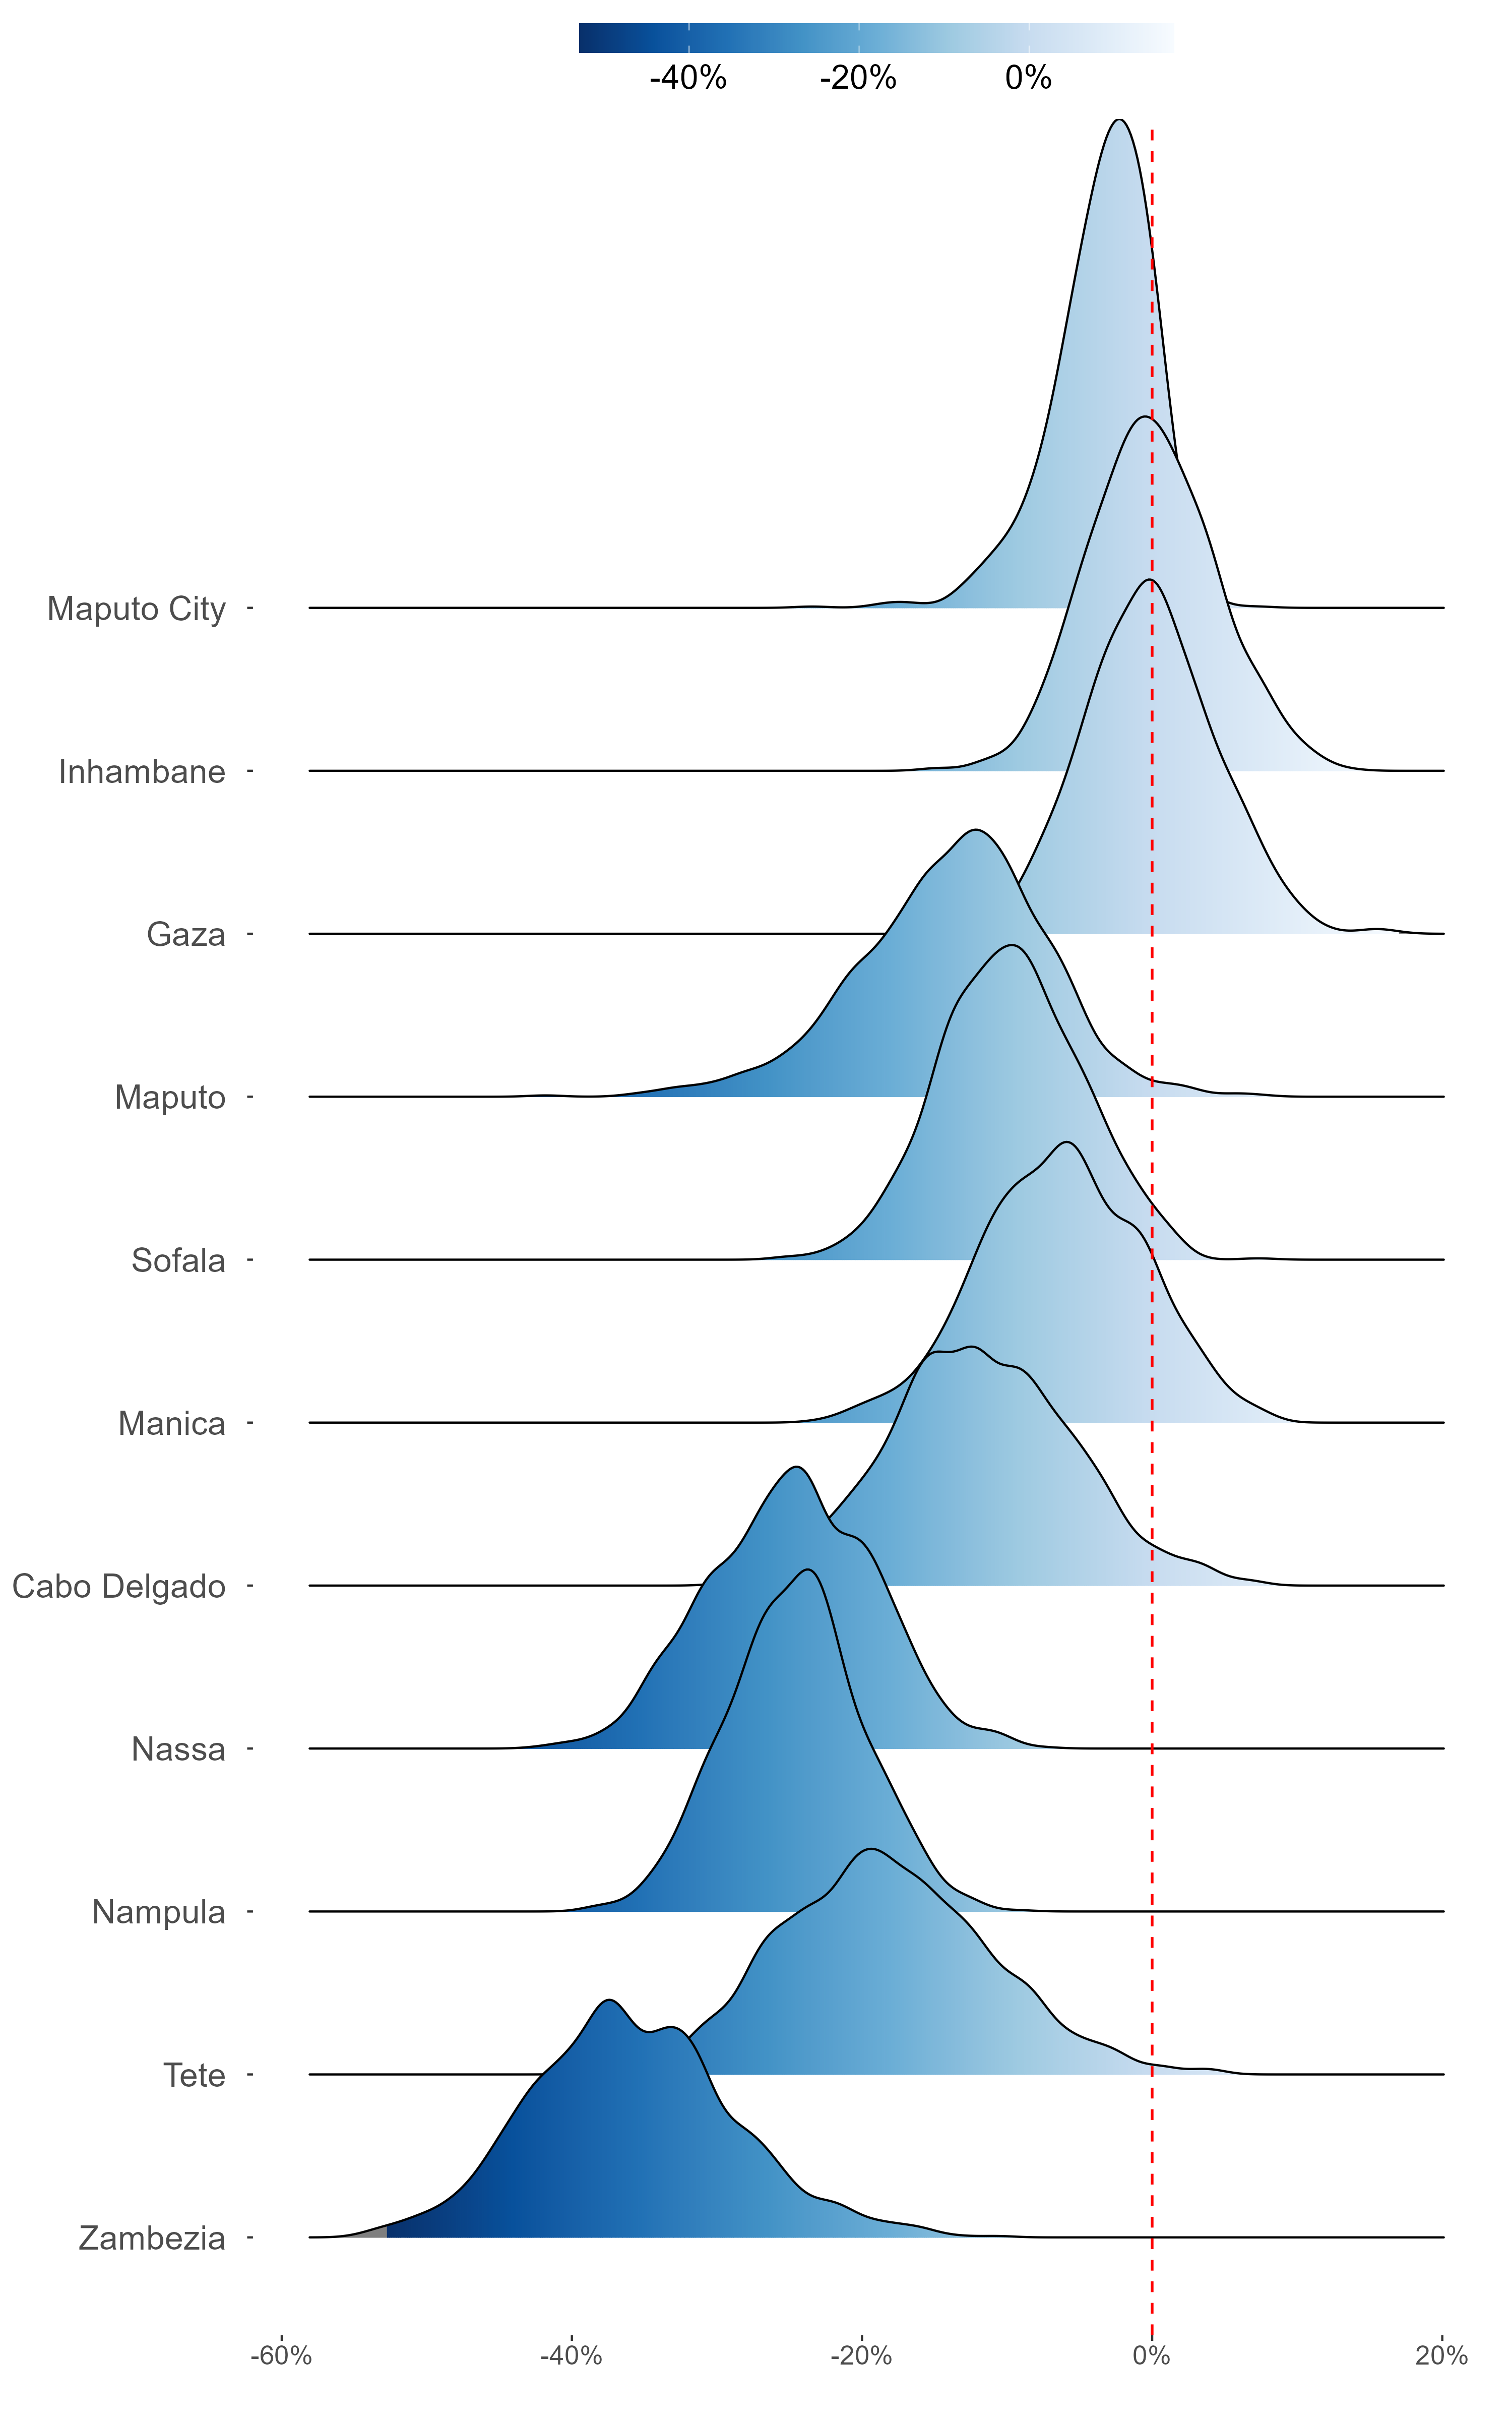 -40% -20% 0%
Maputo City
Inhambane
Gaza
Maputo
Sofala
Manica
Cabo Delgado
Nassa
Nampula
Tete
Zambezia
-60% -40% -20% 0% 20%